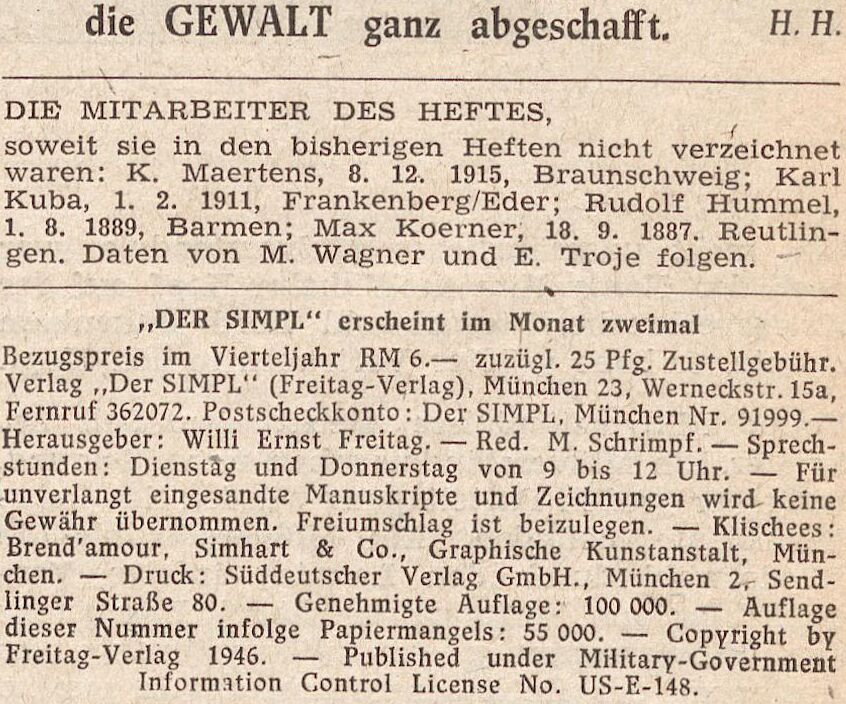 die GEWALT ganz abgeschafft. H. H.
DIE MITARBEITER DES HEFTES,
soweit sie in den bisherigen Heften nicht verzeichnet
waren: K. Maertens, 8. 12. 1915, Braunschweig; Karl
Kuba, 1. 2. 1911, Frankenberg/Eder; Rudolf Hummel,
1. 8. 1889, Barmen; Max Koerner, 18. 9. 1887. Reutlin-
gen. Daten von M. Wagner und E. Troje folgen.
„DER SIMPL“ erscheint im Monat zweimal
Bezugspreis im Vierteljahr RM 6.— zuzügl. 25 Pfg. Zustellgebühr.
Verlag „Der SIMPL“ (Freitag-Verlag), München 23, Werneckstr. 15a,
Fernruf 362072. Postscheckkonto: Der SIMPL, München Nr. 91999.—
Herausgeber: Willi Ernst Freitag. — Red. M. Schrimpf. — Sprech-
stunden: Dienstag und Donnerstag von 9 bis 12 Uhr. — Für
unverlangt eingesandte Manuskripte und Zeichnungen wird keine
Gewähr übernommen. Freiumschlag ist beizulegen. — Klischees:
Brend'amour, Simhart & Co., Graphische Kunstanstalt, Mün-
chen. — Druck: Süddeutscher Verlag GmbH., München 2, Send-
linger Straße 80. — Genehmigte Auflage: 100 000. — Auflage
dieser Nummer infolge Papiermangels: 55 000. — Copyright by
Freitag-Verlag 1946. — Published under Military-Government
Information Control License No. US-E-148.